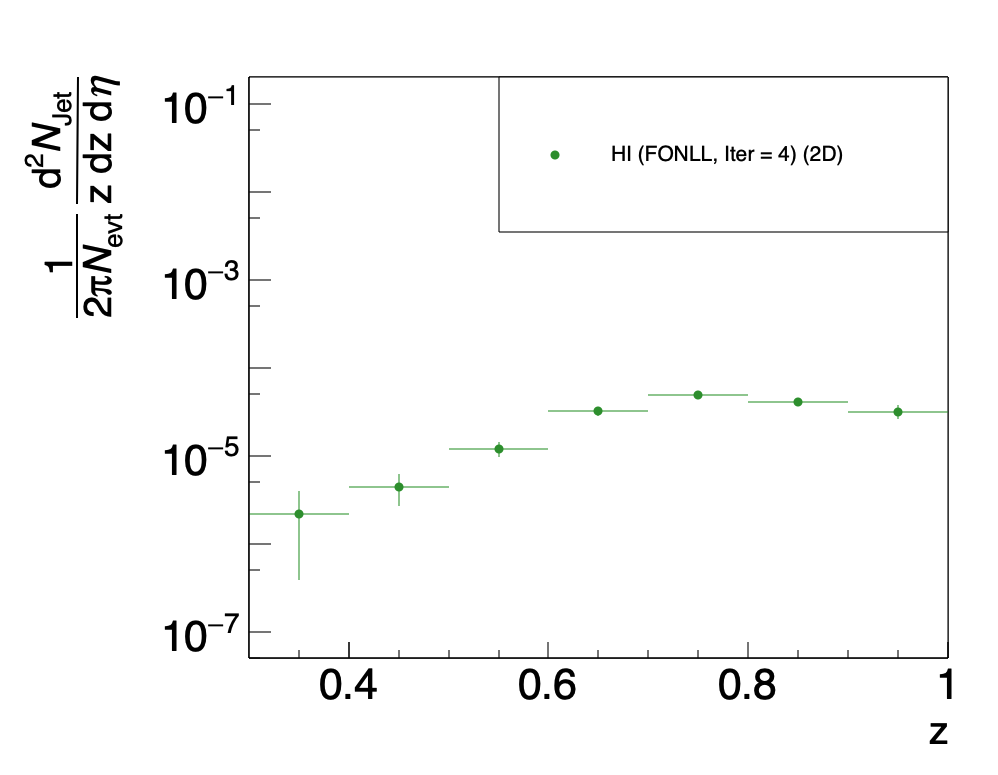 1/(2πN_evt) d²N_Jet/(z dz dη)
HI (FONLL, Iter = 4) (2D)
10⁻¹
10⁻³
10⁻⁵
10⁻⁷
0.4 0.6 0.8 1
z